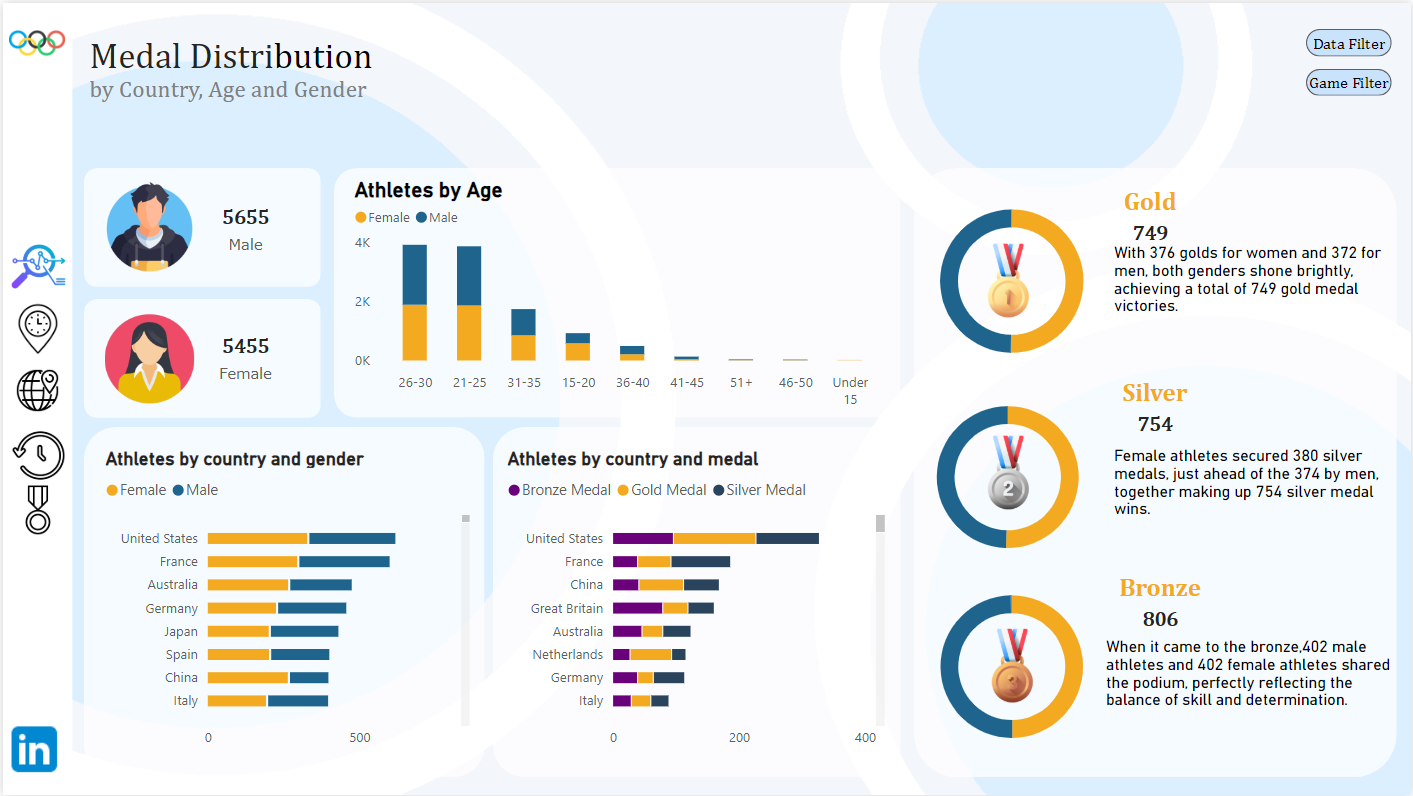 Medal Distribution
by Country, Age and Gender
Data Filter
Game Filter
5655
Male
5455
Female
Athletes by Age
Female Male
4K
2K
0K
26-30 21-25 31-35 15-20 36-40 41-45 51+ 46-50 Under
15
Athletes by country and gender
Female Male
United States
France
Australia
Germany
Japan
Spain
China
Italy
0 500
Athletes by country and medal
Bronze Medal Gold Medal Silver Medal
United States
France
China
Great Britain
Australia
Netherlands
Germany
Italy
0 200 400
Gold
749
With 376 golds for women and 372 for
men, both genders shone brightly,
achieving a total of 749 gold medal
victories.
1
Silver
754
Female athletes secured 380 silver
medals, just ahead of the 374 by men,
together making up 754 silver medal
wins.
2
Bronze
806
When it came to the bronze,402 male
athletes and 402 female athletes shared
the podium, perfectly reflecting the
balance of skill and determination.
3
in